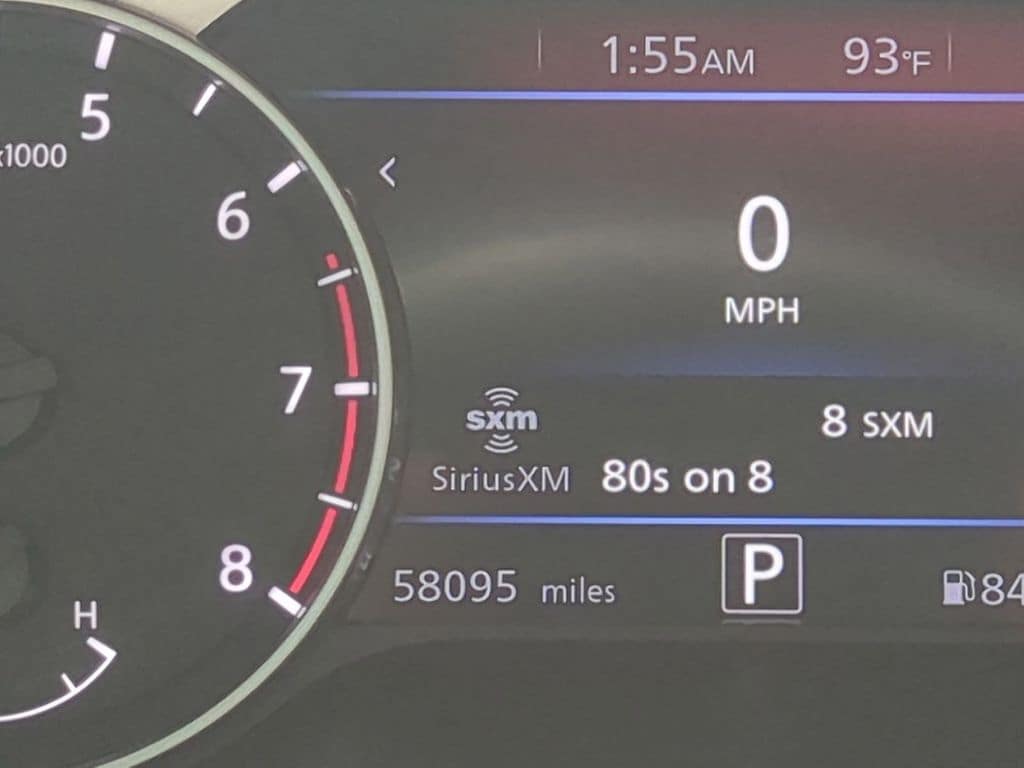 1:55AM 93°F
5
x1000
6
0
MPH
7
sxm
8 SXM
SiriusXM 80s on 8
8
58095 miles P 84
H